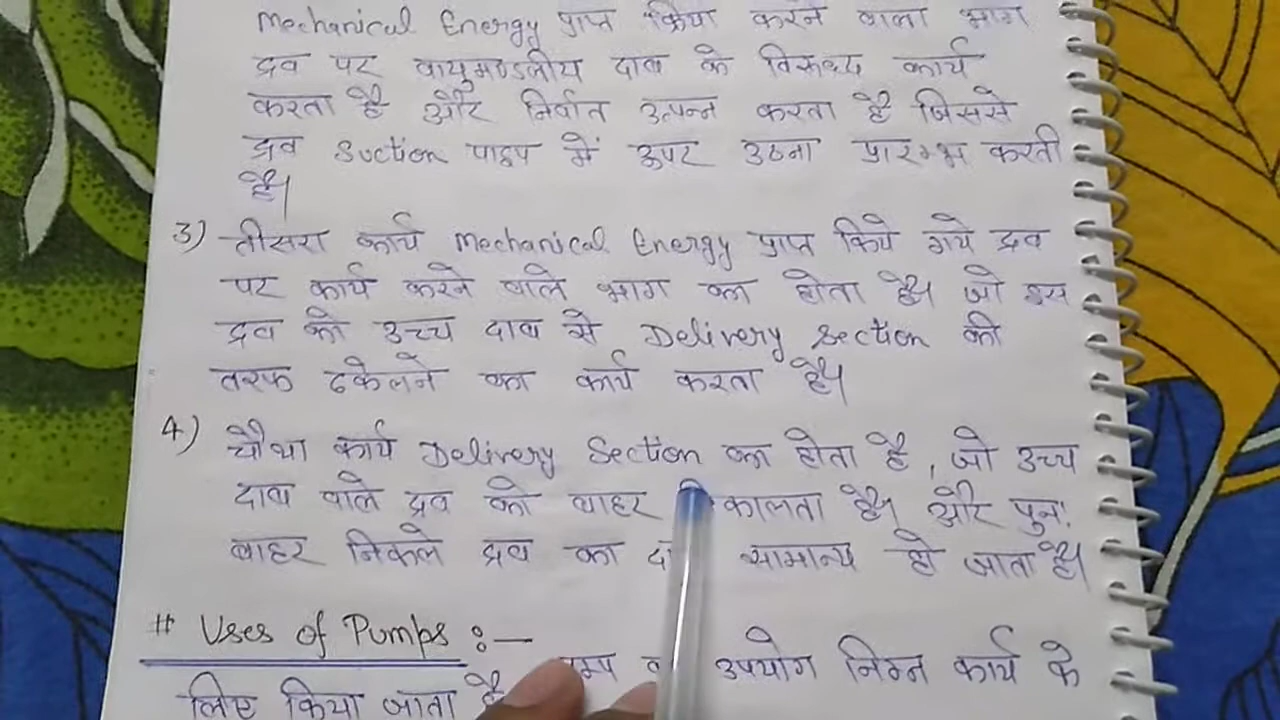 Mechanical Energy प्राप्त क्रिया करने वाला भाग
द्रव पर वायुमण्डलीय दाब के विरूध्द कार्य
करता है और निर्वात उत्पन्न करता है जिससे
द्रव Suction पाइप में ऊपर उठना प्रारम्भ करती
है।
3) तीसरा कार्य Mechanical Energy प्राप्त किये गये द्रव
पर कार्य करने वाले भाग का होता है। जो इस
द्रव को उच्च दाब से Delivery Section की
तरफ ढकेलने का कार्य करता है।
4) चौथा कार्य Delivery Section का होता है, जो उच्च
दाब वाले द्रव को बाहर कालता है। और पुनः
बाहर निकले द्रव का सामान्य हो जाता है।
# Uses of Pumps :—
उपयोग निम्न कार्य के
लिए किया जाता है